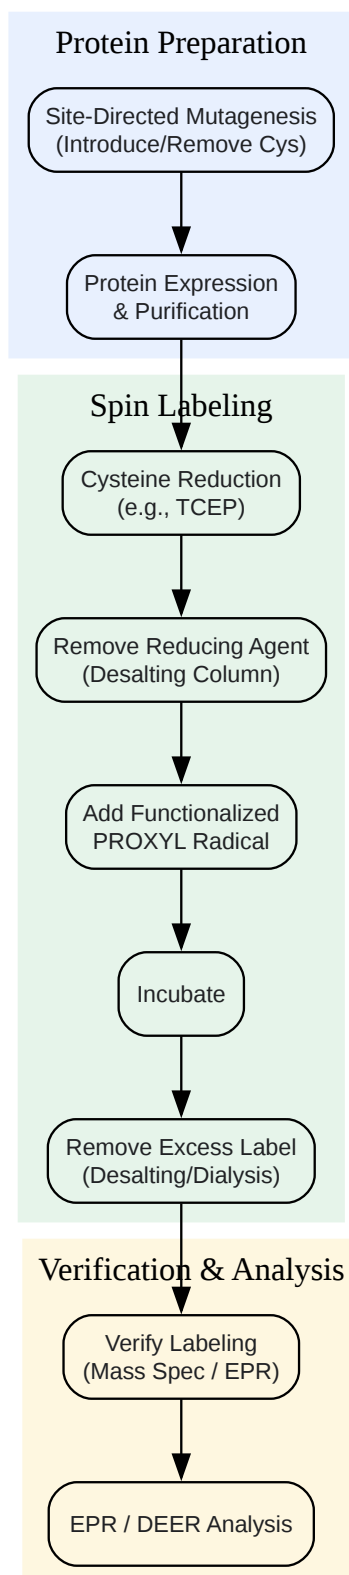 Protein Preparation
Site-Directed Mutagenesis
(Introduce/Remove Cys)
Protein Expression
& Purification
Spin Labeling
Cysteine Reduction
(e.g., TCEP)
Remove Reducing Agent
(Desalting Column)
Add Functionalized
PROXYL Radical
Incubate
Remove Excess Label
(Desalting/Dialysis)
Verification & Analysis
Verify Labeling
(Mass Spec / EPR)
EPR / DEER Analysis